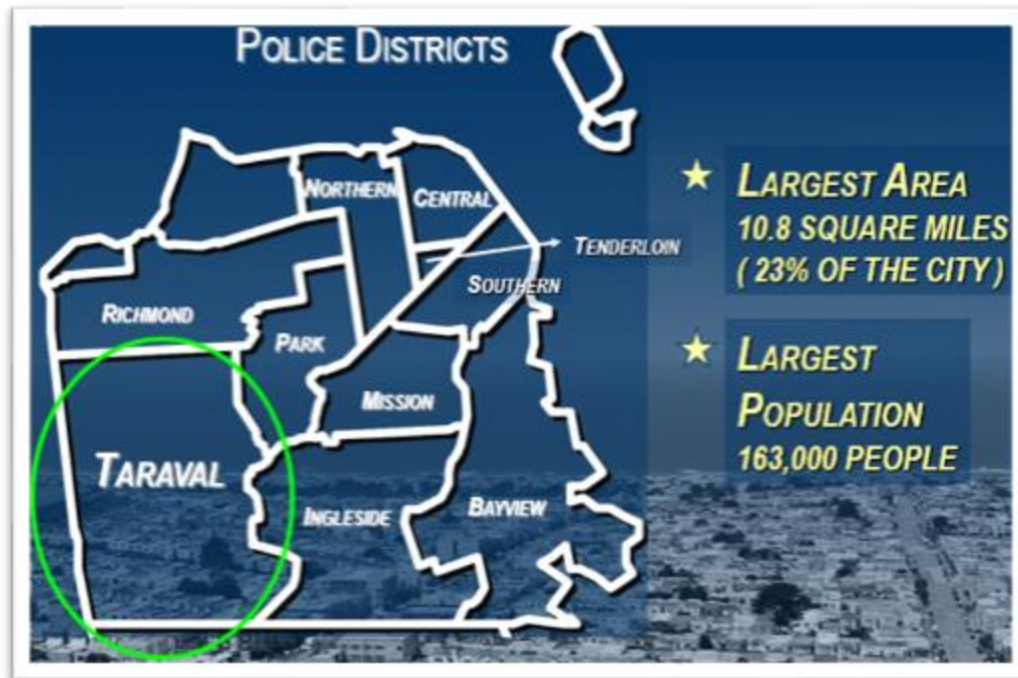 POLICE DISTRICTS
NORTHERN
CENTRAL
TENDERLOIN
SOUTHERN
RICHMOND
PARK
MISSION
TARAVAL
INGLESIDE
BAYVIEW
LARGEST AREA
10.8 SQUARE MILES
( 23% OF THE CITY )
LARGEST
POPULATION
163,000 PEOPLE